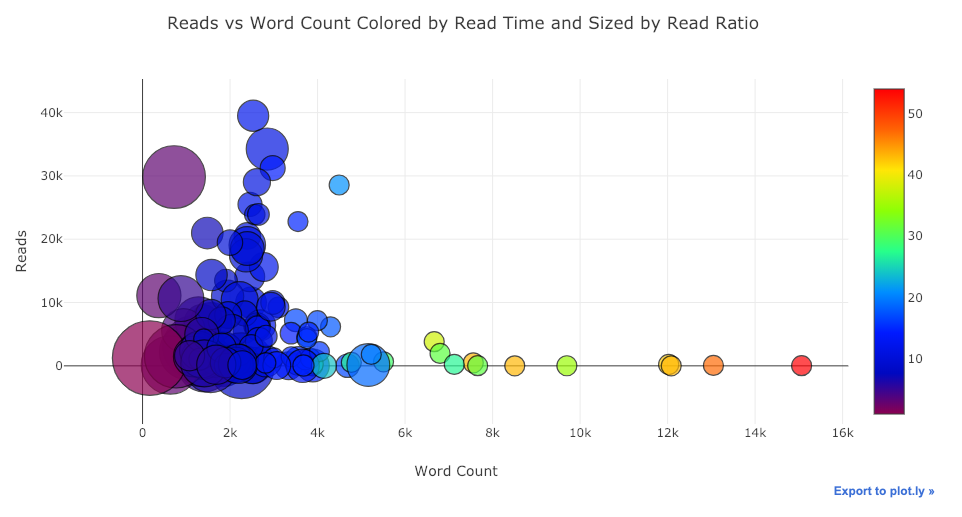 Reads vs Word Count Colored by Read Time and Sized by Read Ratio
40k
30k
20k
10k
0
Reads
0 2k 4k 6k 8k 10k 12k 14k 16k
Word Count
50
40
30
20
10
Export to plot.ly »